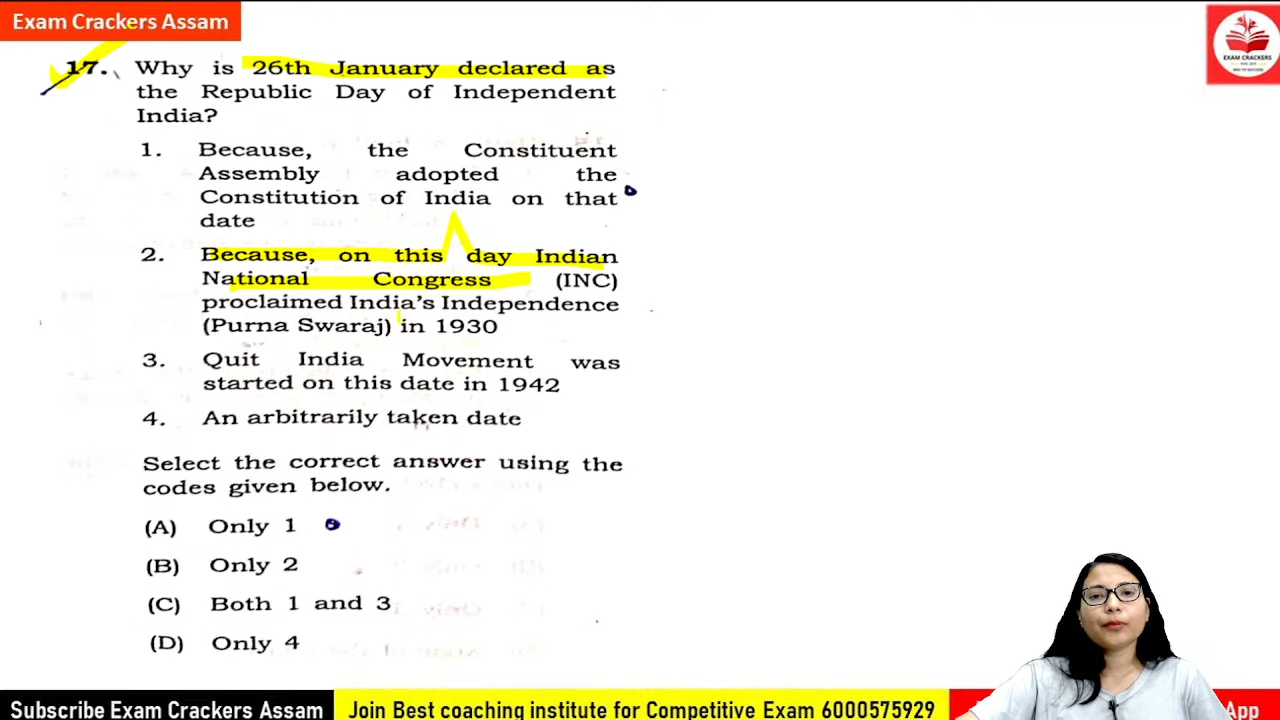 Exam Crackers Assam
EXAM CRACKERS
17. Why is 26th January declared as
the Republic Day of Independent
India?
1. Because, the Constituent
Assembly adopted the
Constitution of India on that
date
2. Because, on this day Indian
National Congress (INC)
proclaimed India's Independence
(Purna Swaraj) in 1930
3. Quit India Movement was
started on this date in 1942
4. An arbitrarily taken date
Select the correct answer using the
codes given below.
(A) Only 1
(B) Only 2
(C) Both 1 and 3
(D) Only 4
Subscribe Exam Crackers Assam
Join Best coaching institute for Competitive Exam 6000575929
App